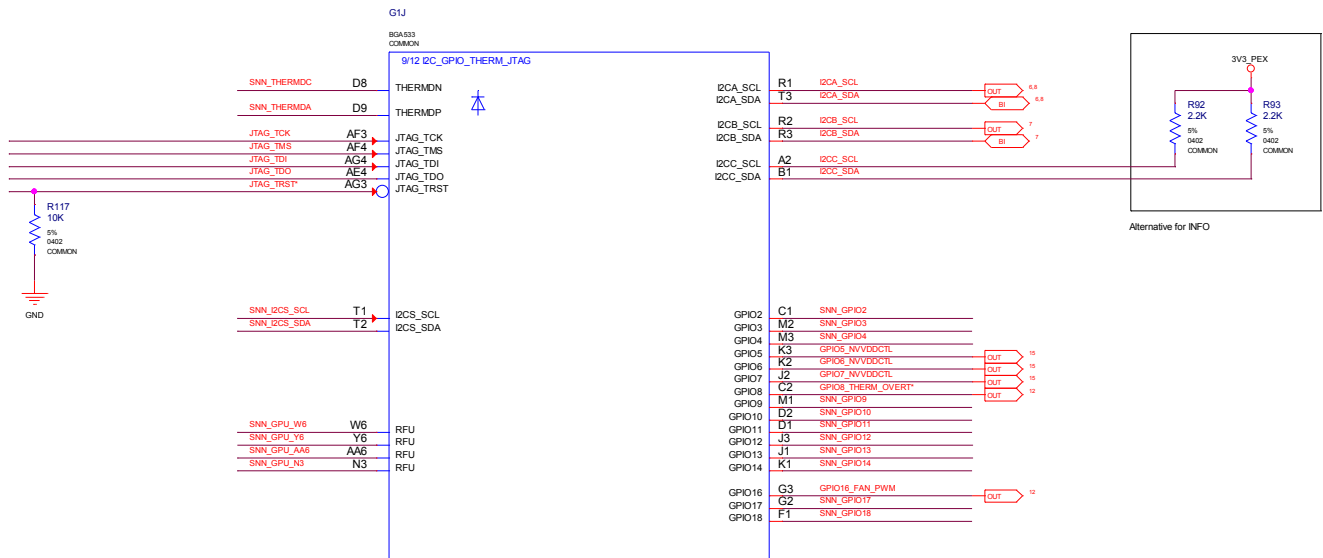 G1J
BGA533
COMMON
9/12 I2C_GPIO_THERM_JTAG
SNN_THERMDC D8 THERMDN
SNN_THERMDA D9 THERMDP
JTAG_TCK AF3 JTAG_TCK
JTAG_TMS AF4 JTAG_TMS
JTAG_TDI AG4 JTAG_TDI
JTAG_TDO AE4 JTAG_TDO
JTAG_TRST* AG3 JTAG_TRST
R117
10K
5%
0402
COMMON
GND
SNN_I2CS_SCL T1 I2CS_SCL
SNN_I2CS_SDA T2 I2CS_SDA
SNN_GPU_W6 W6 RFU
SNN_GPU_Y6 Y6 RFU
SNN_GPU_AA6 AA6 RFU
SNN_GPU_N3 N3 RFU
I2CA_SCL R1 I2CA_SCL OUT 6,8
I2CA_SDA T3 I2CA_SDA BI 6,8
I2CB_SCL R2 I2CB_SCL OUT 7
I2CB_SDA R3 I2CB_SDA BI 7
I2CC_SCL A2 I2CC_SCL
I2CC_SDA B1 I2CC_SDA
3V3_PEX
R92
2.2K
5%
0402
COMMON
R93
2.2K
5%
0402
COMMON
Alternative for INFO
GPIO2 C1 SNN_GPIO2
GPIO3 M2 SNN_GPIO3
GPIO4 M3 SNN_GPIO4
GPIO5 K3 GPIO5_NVVDDCTL OUT 15
GPIO6 K2 GPIO6_NVVDDCTL OUT 15
GPIO7 J2 GPIO7_NVVDDCTL OUT 15
GPIO8 C2 GPIO8_THERM_OVERT* OUT 12
GPIO9 M1 SNN_GPIO9
GPIO10 D2 SNN_GPIO10
GPIO11 D1 SNN_GPIO11
GPIO12 J3 SNN_GPIO12
GPIO13 J1 SNN_GPIO13
GPIO14 K1 SNN_GPIO14
GPIO16 G3 GPIO16_FAN_PWM OUT 12
GPIO17 G2 SNN_GPIO17
GPIO18 F1 SNN_GPIO18